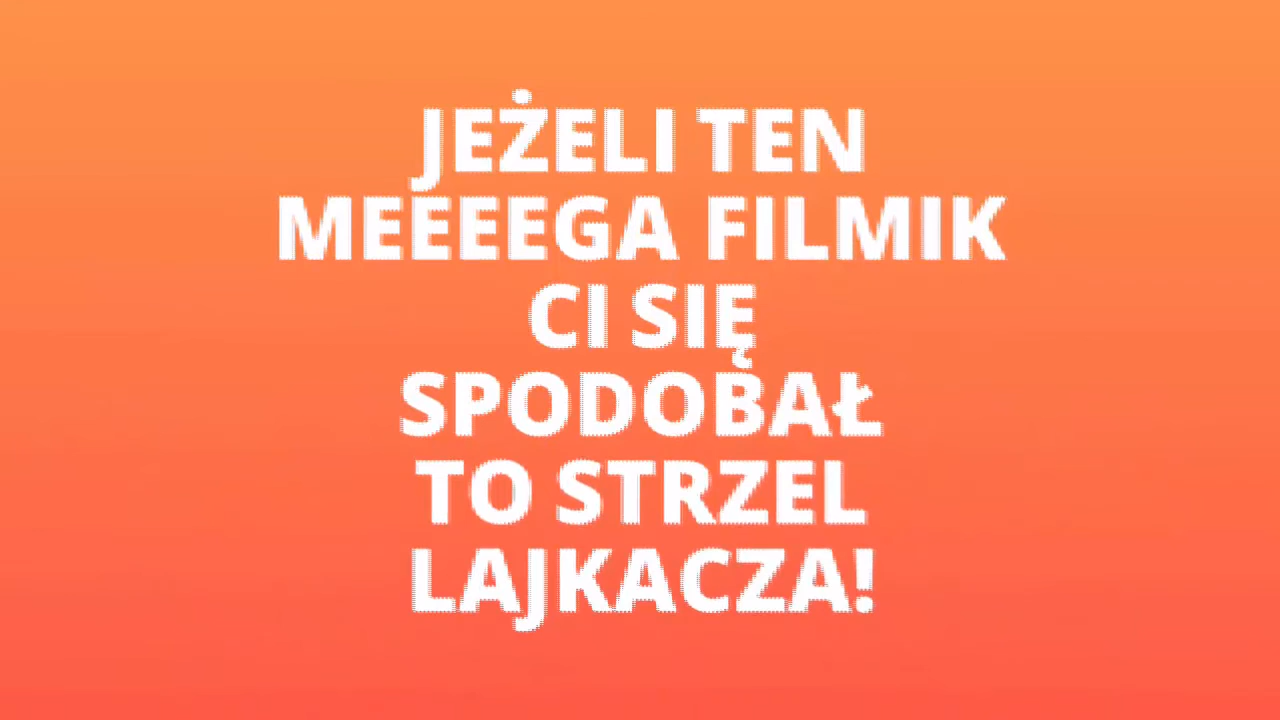 JEŻELI TEN
MEEEEGA FILMIK
CI SIĘ
SPODOBAŁ
TO STRZEL
LAJKACZA!